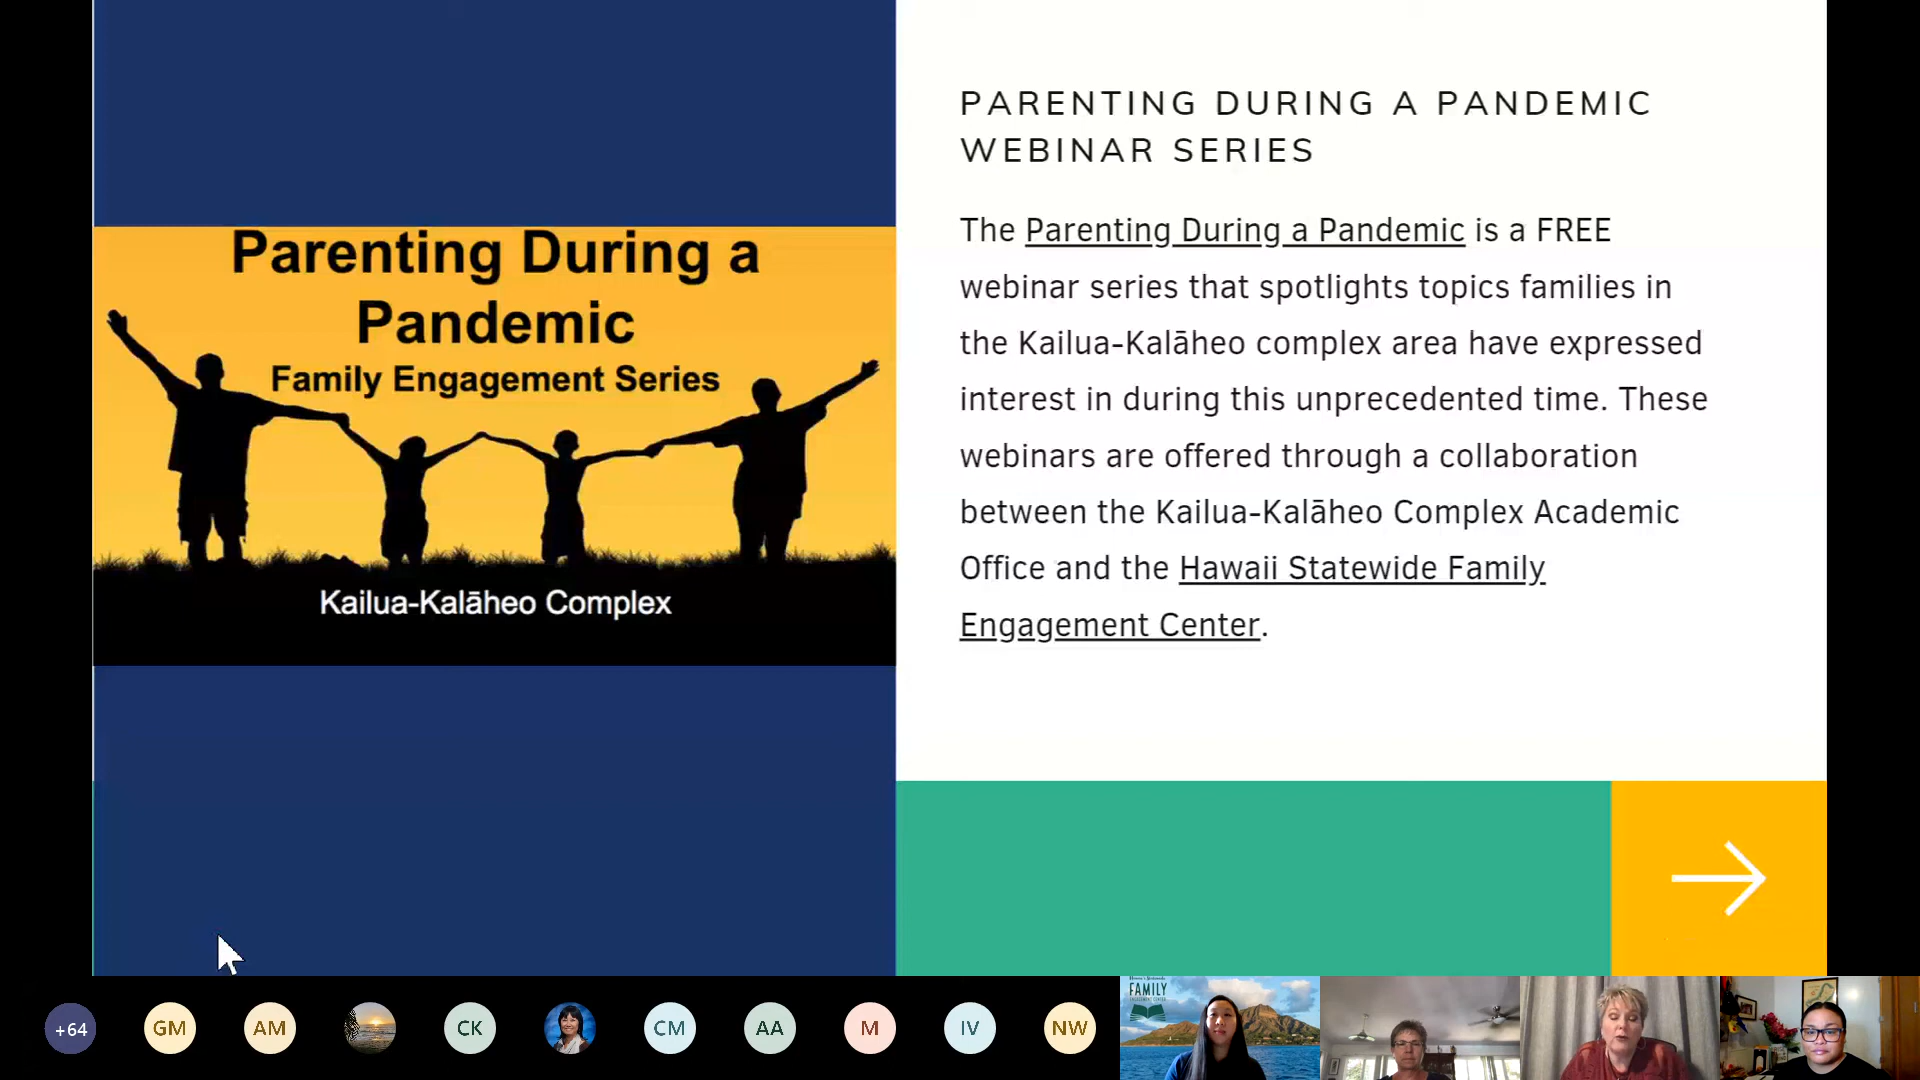 Parenting During a
Pandemic
Family Engagement Series
Kailua-Kalāheo Complex
PARENTING DURING A PANDEMIC
WEBINAR SERIES
The Parenting During a Pandemic is a FREE
webinar series that spotlights topics families in
the Kailua-Kalāheo complex area have expressed
interest in during this unprecedented time. These
webinars are offered through a collaboration
between the Kailua-Kalāheo Complex Academic
Office and the Hawaii Statewide Family
Engagement Center.
+64
GM
AM
CK
CM
AA
M
IV
NW
FAMILY